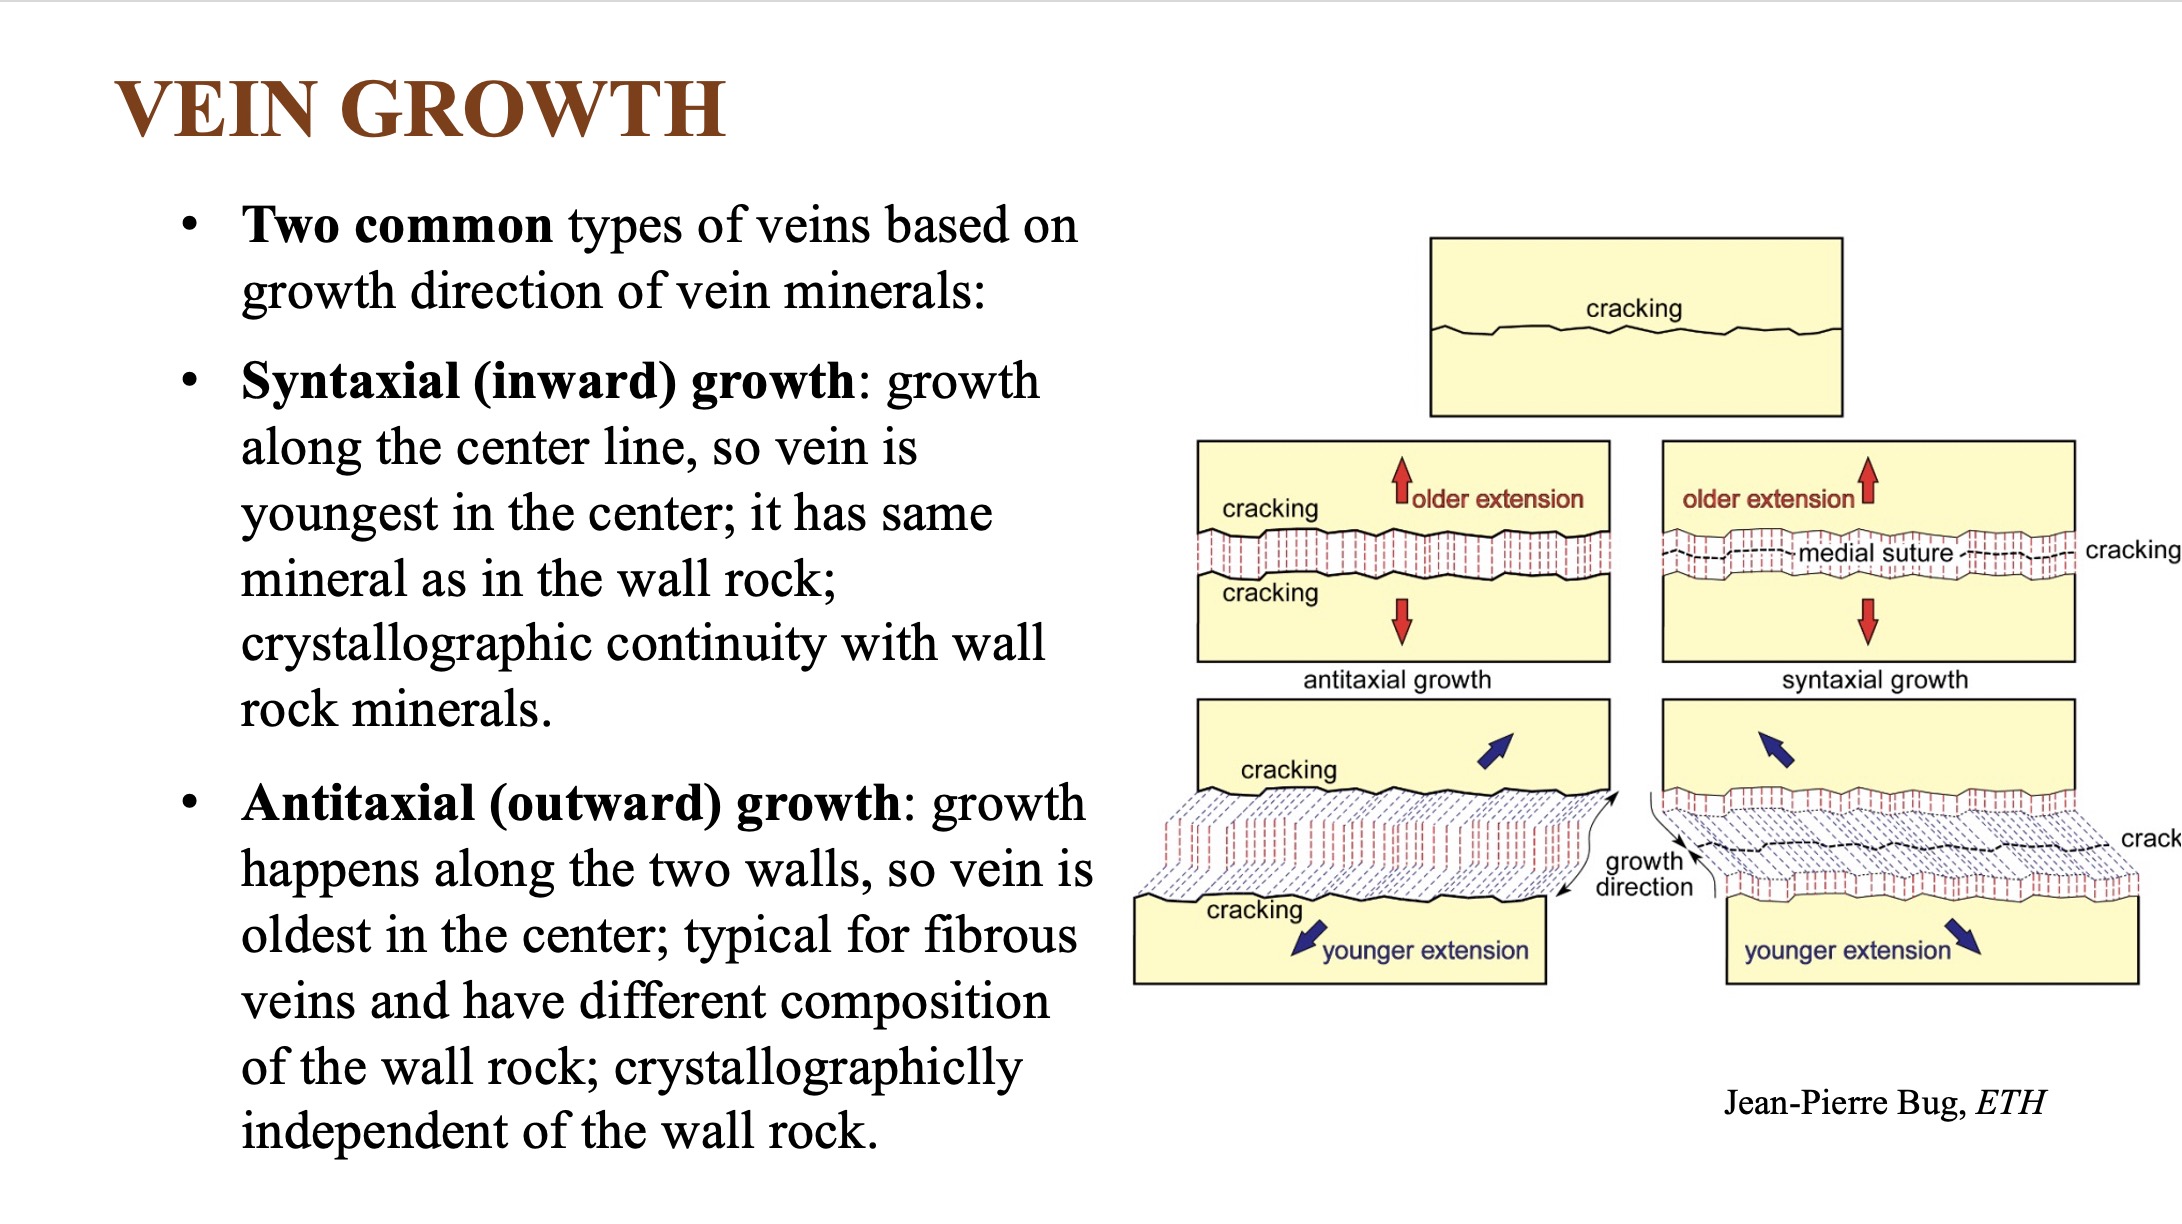 VEIN GROWTH
• Two common types of veins based on
growth direction of vein minerals:
• Syntaxial (inward) growth: growth
along the center line, so vein is
youngest in the center; it has same
mineral as in the wall rock;
crystallographic continuity with wall
rock minerals.
• Antitaxial (outward) growth: growth
happens along the two walls, so vein is
oldest in the center; typical for fibrous
veins and have different composition
of the wall rock; crystallographiclly
independent of the wall rock.
cracking
cracking
older extension
cracking
antitaxial growth
older extension
medial suture
cracking
syntaxial growth
cracking
cracking
younger extension
growth
direction
crack
younger extension
Jean-Pierre Bug, ETH